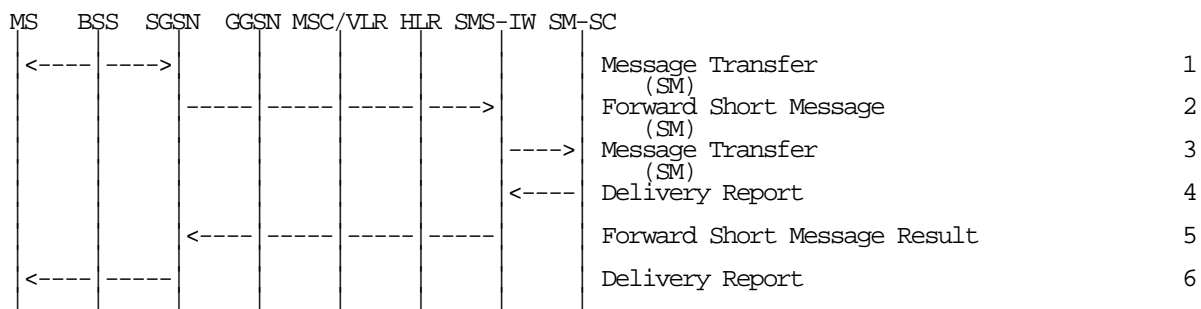 MS BSS SGSN GGSN MSC/VLR HLR SMS-IW SM-SC
<----  ----> Message Transfer 1
(SM)
----- ----- ----- ----> Forward Short Message 2
(SM)
----> Message Transfer 3
(SM)
<---- Delivery Report 4
<---- ----- ----- ----- Forward Short Message Result 5
<---- ----- Delivery Report 6